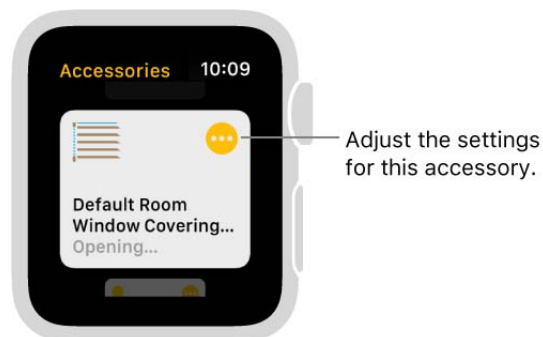 Accessories 10:09
Default Room
Window Covering...
Opening...
Adjust the settings
for this accessory.